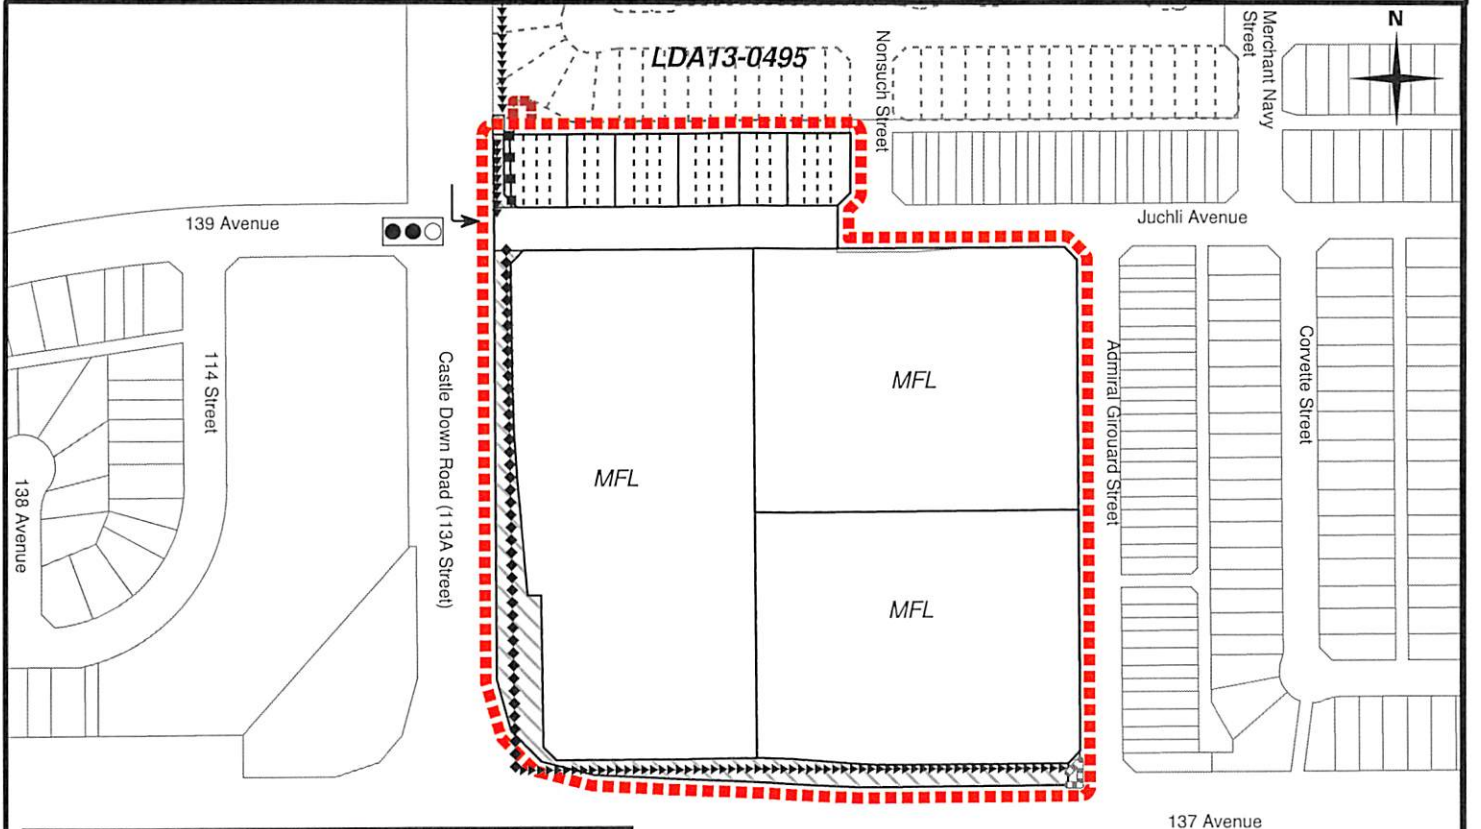 LDA13-0495
Nonsuch Street
Merchant Navy
Street
N
139 Avenue
Juchli Avenue
114 Street
Castle Down Road (113A Street)
MFL
MFL
MFL
Admiral Girouard Street
Corvette Street
138 Avenue
137 Avenue